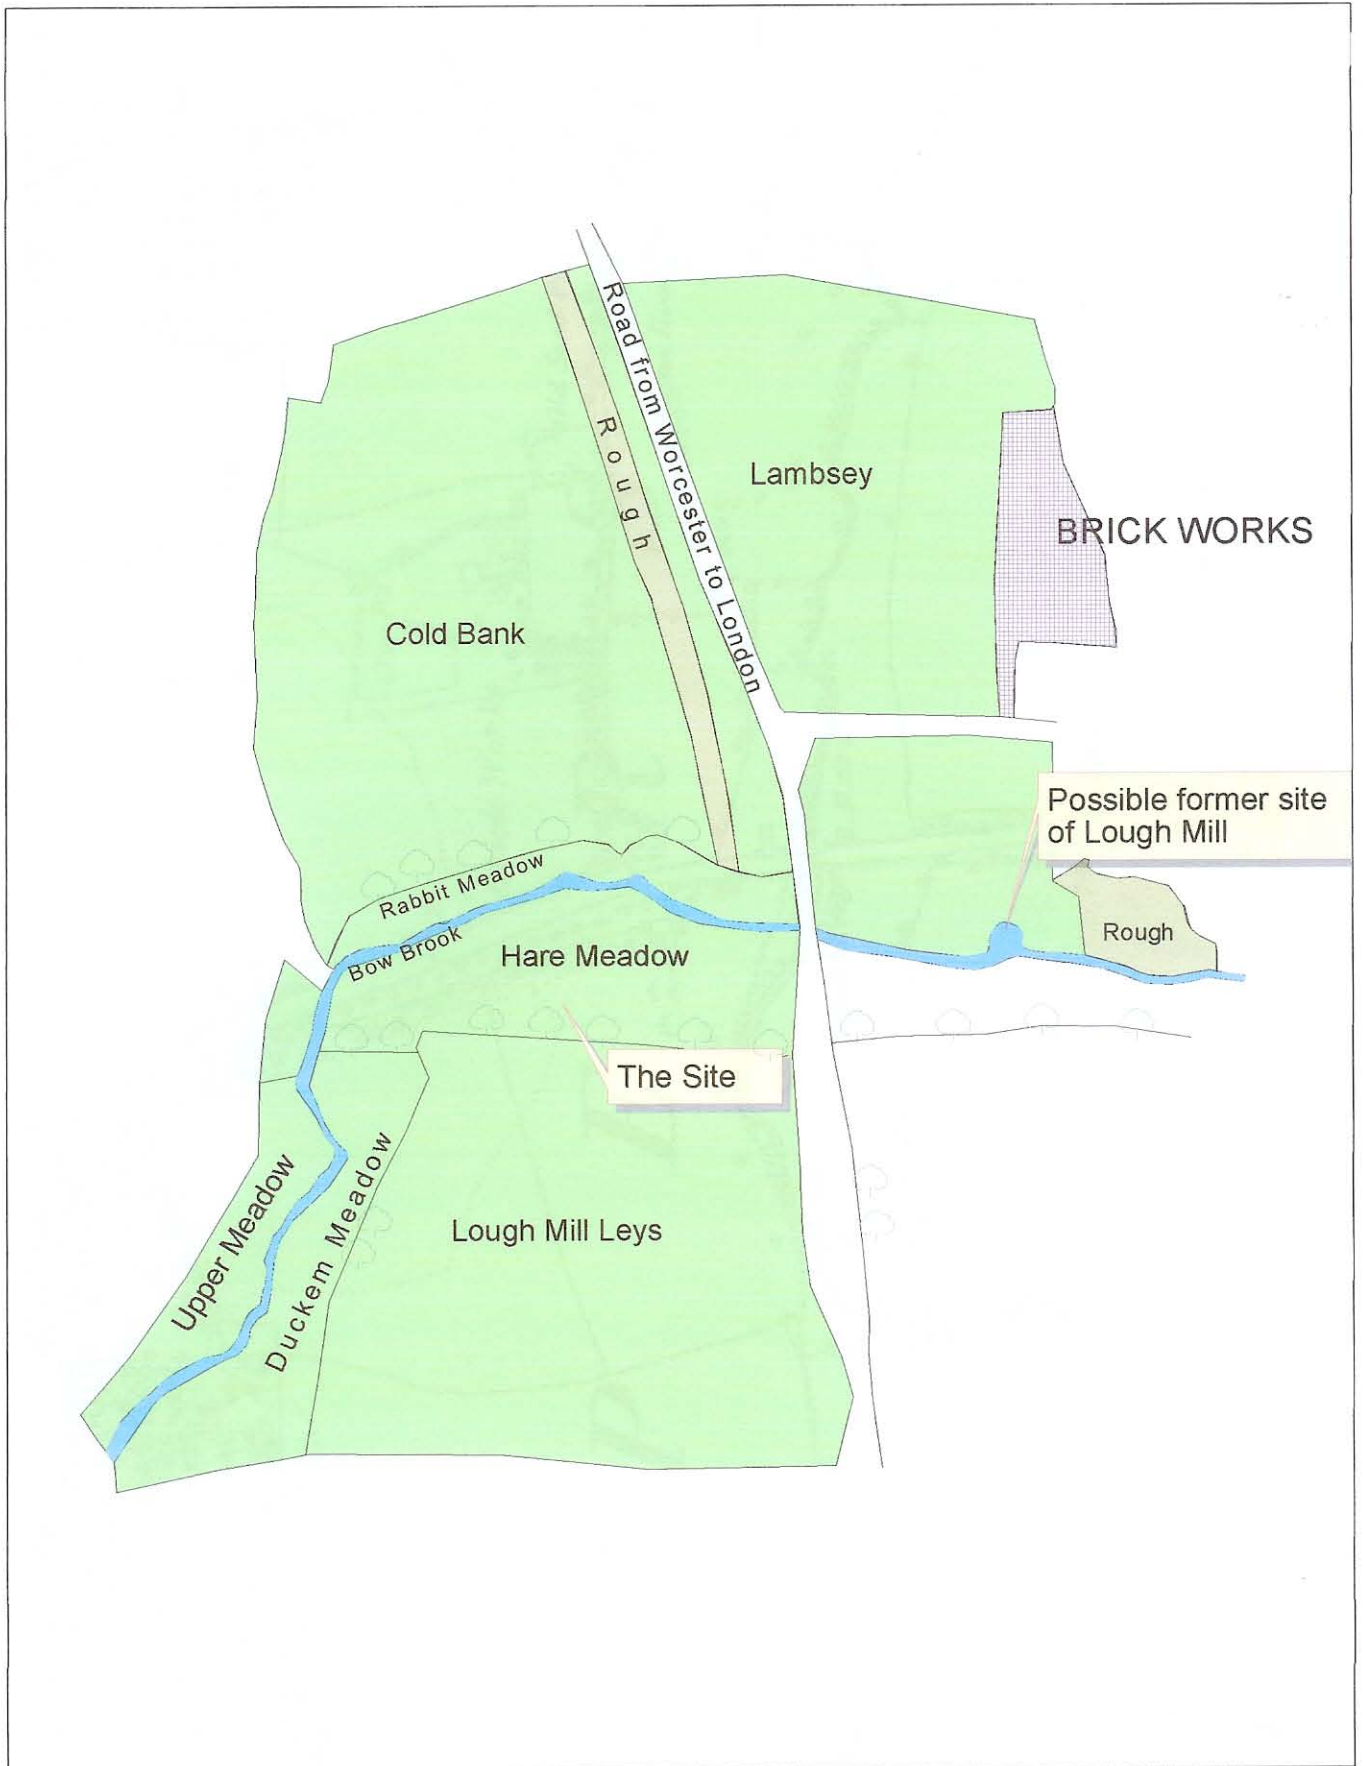 Road from Worcester to London
Rough
Lambsey
BRICK WORKS
Cold Bank
Possible former site
of Lough Mill
Rabbit Meadow
Bow Brook
Hare Meadow
Rough
The Site
Upper Meadow
Duckem Meadow
Lough Mill Leys